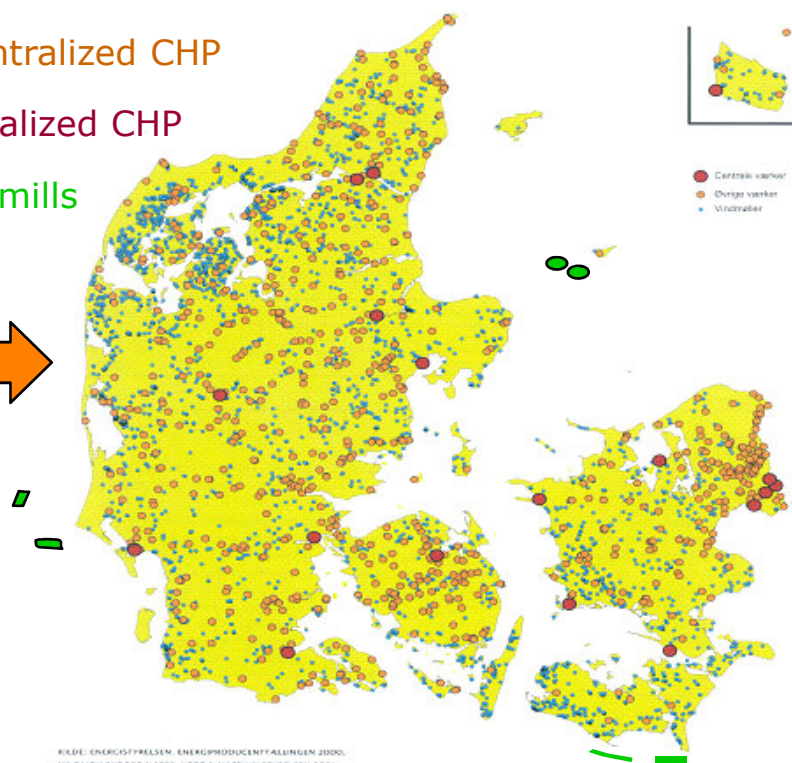 ntralized CHP
alized CHP
mills
Centrale værker
Øvrige værker
Vindmøller
KILDE: ENERGISTYRELSEN, ENERGIPRODUCENTTÆLLINGEN 2000,